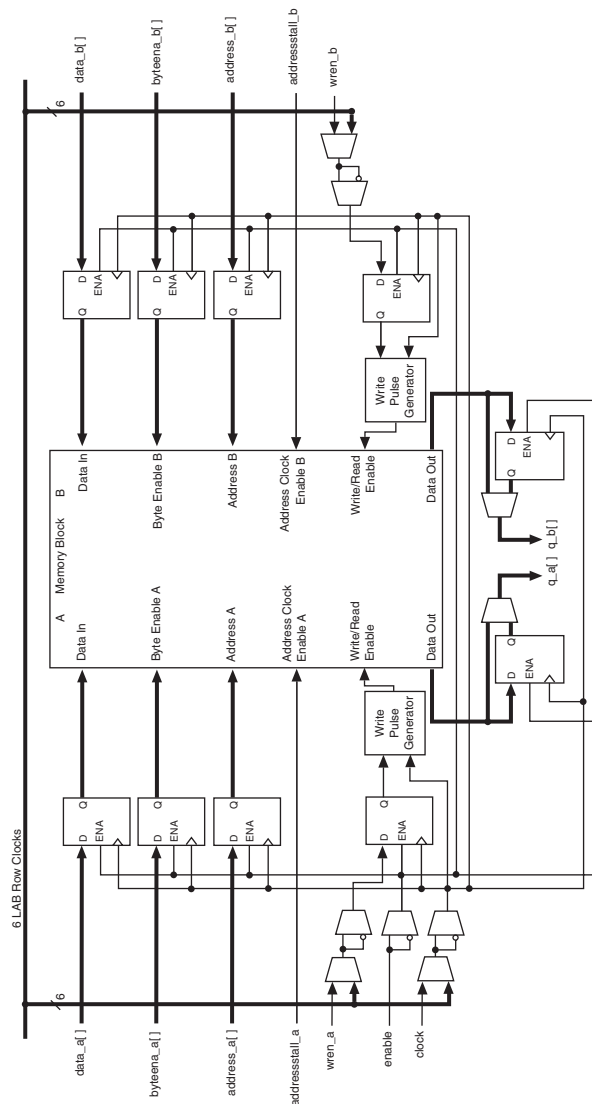 6 LAB Row Clocks
6
6
A
Memory Block
B
data_a[ ]
D
Q
ENA
Data In
Data In
Q
D
ENA
data_b[ ]
byteena_a[ ]
D
Q
ENA
Byte Enable A
Byte Enable B
Q
D
ENA
byteena_b[ ]
address_a[ ]
D
Q
ENA
Address A
Address B
Q
D
ENA
address_b[ ]
addressstall_a
Address Clock
Enable A
Address Clock
Enable B
addressstall_b
wren_a
wren_b
enable
clock
D
Q
ENA
Write
Pulse
Generator
Write/Read
Enable
Write/Read
Enable
Write
Pulse
Generator
Q
D
ENA
Data Out
Data Out
D
Q
ENA
Q
D
ENA
q_a[ ]
q_b[ ]